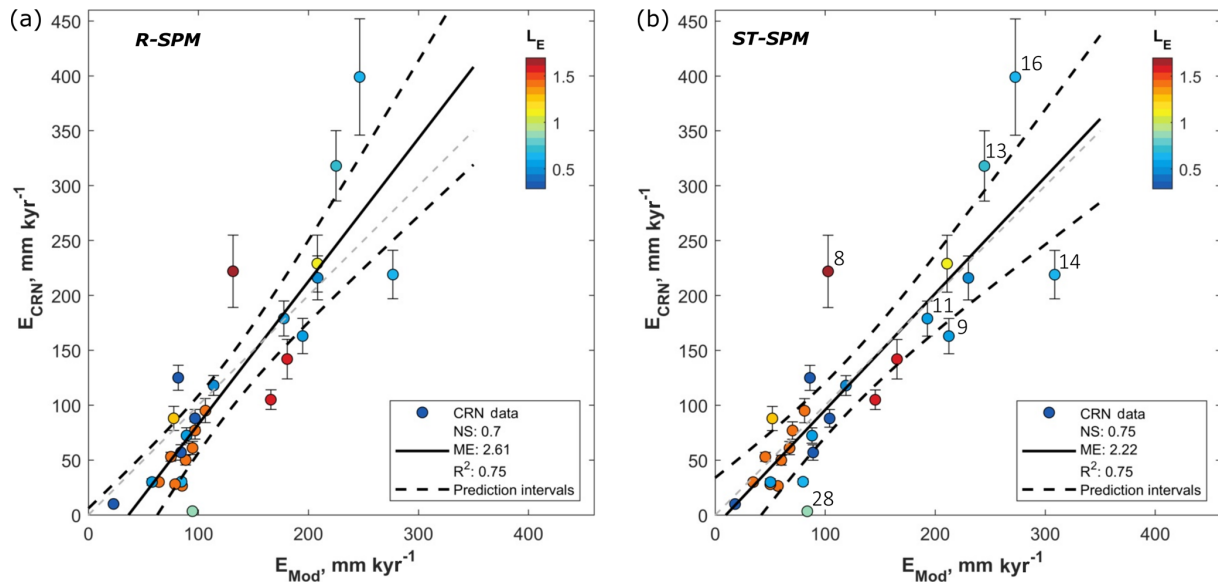 (a)
R-SPM
L_E
1.5
1
0.5
E_CRN, mm kyr^-1
450
400
350
300
250
200
150
100
50
0
0 100 200 300 400
E_Mod, mm kyr^-1
CRN data
NS: 0.7
ME: 2.61
R^2: 0.75
Prediction intervals
(b)
ST-SPM
L_E
1.5
1
0.5
E_CRN, mm kyr^-1
450
400
350
300
250
200
150
100
50
0
16
13
8
14
11
9
28
0 100 200 300 400
E_Mod, mm kyr^-1
CRN data
NS: 0.75
ME: 2.22
R^2: 0.75
Prediction intervals